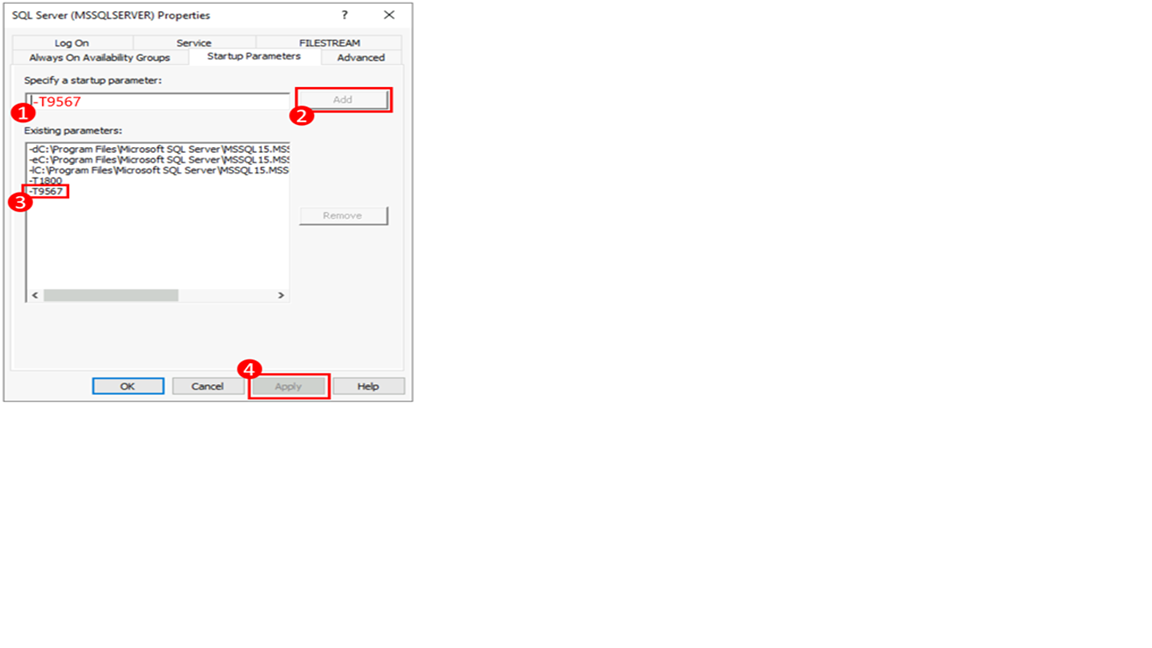 SQL Server (MSSQLSERVER) Properties ? ×
Log On Service FILESTREAM
Always On Availability Groups Startup Parameters Advanced
Specify a startup parameter:
-T9567 Add
1 2
Existing parameters:
-dC:\Program Files\Microsoft SQL Server\MSSQL15.MSS
-eC:\Program Files\Microsoft SQL Server\MSSQL15.MSS
-lC:\Program Files\Microsoft SQL Server\MSSQL15.MSS
-T1800
-T9567
3
Remove
4
OK Cancel Apply Help